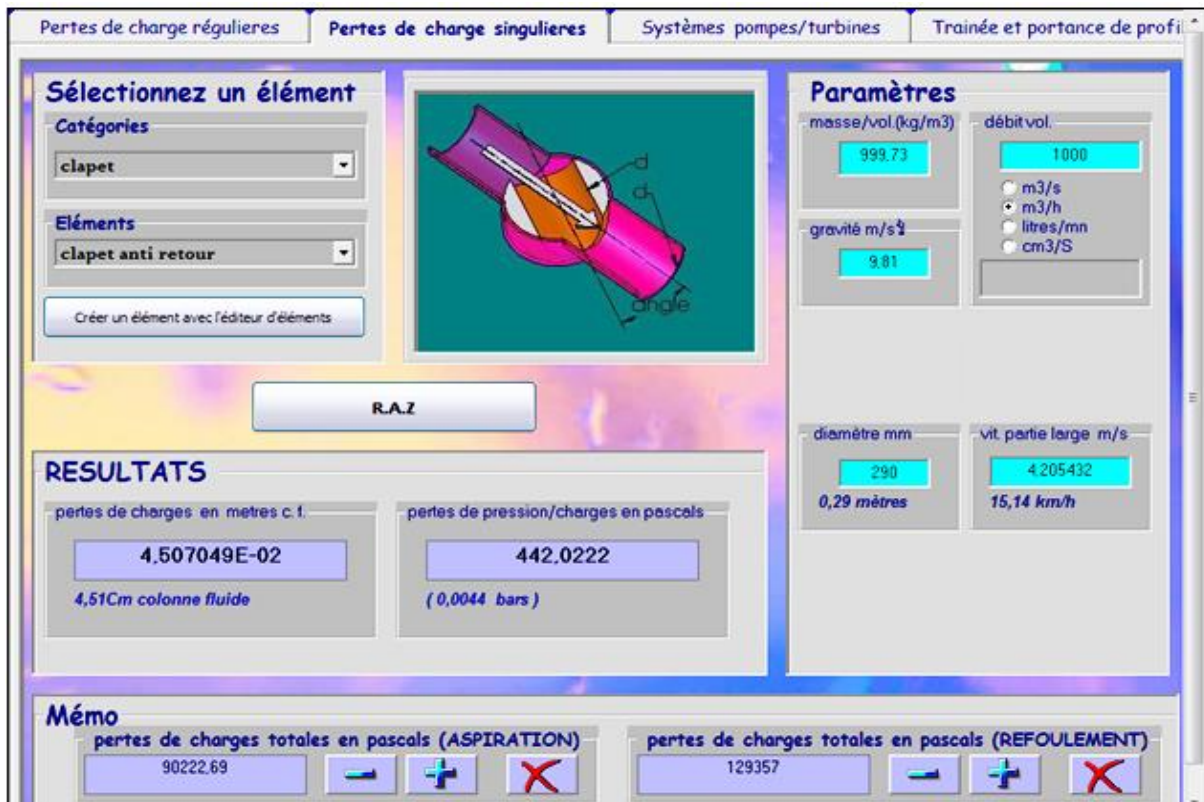 Pertes de charge régulieres
Pertes de charge singulieres
Systèmes pompes/turbines
Trainée et portance de profil
Sélectionnez un élément
Catégories
clapet
Eléments
clapet anti retour
Créer un élément avec l'éditeur d'éléments
d
d
angle
Paramètres
masse/vol.(kg/m3)
999,73
débit vol.
1000
m3/s
m3/h
litres/mn
cm3/S
gravité m/s²
9,81
R.A.Z
diamètre mm
290
0,29 mètres
vit. partie large m/s
4,205432
15,14 km/h
RESULTATS
pertes de charges en metres c.f.
4,507049E-02
4,51Cm colonne fluide
pertes de pression/charges en pascals
442,0222
( 0,0044 bars )
Mémo
pertes de charges totales en pascals (ASPIRATION)
90222,69
pertes de charges totales en pascals (REFOULEMENT)
129357